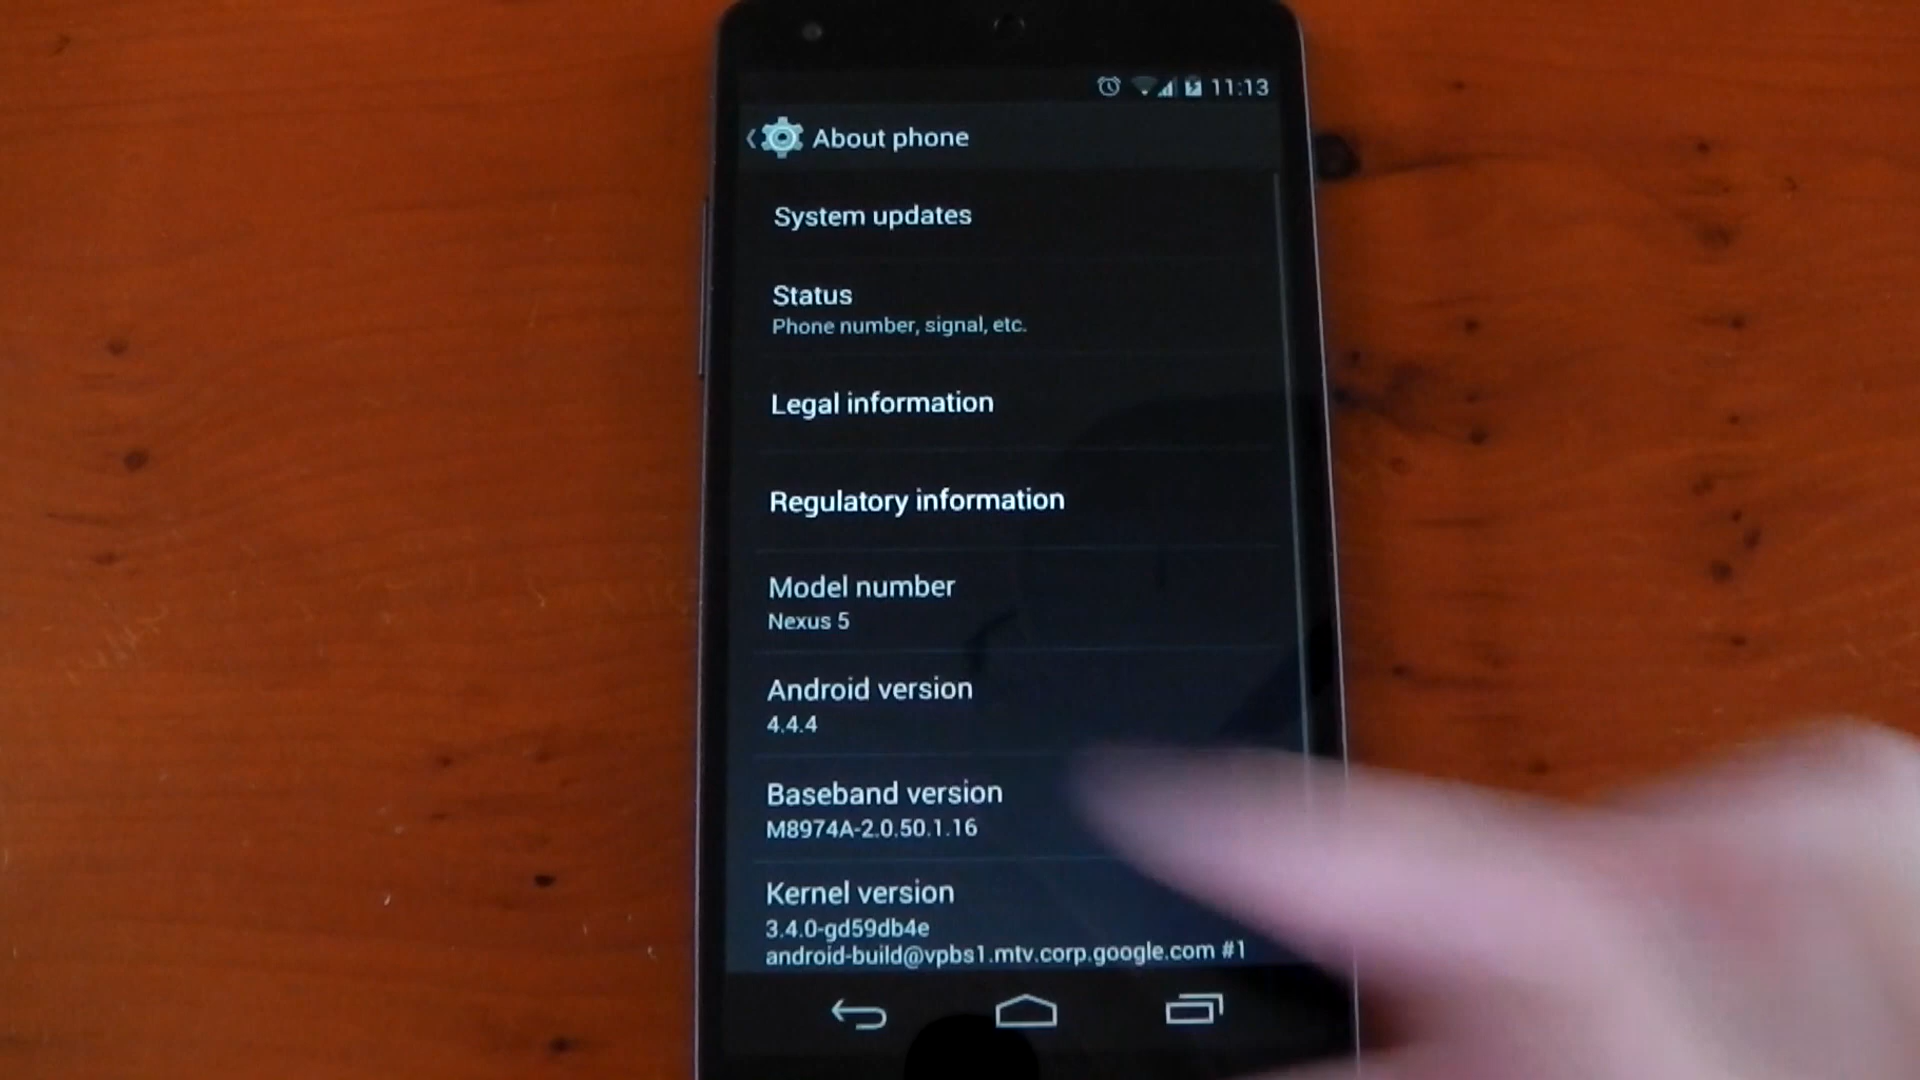 11:13
About phone
System updates
Status
Phone number, signal, etc.
Legal information
Regulatory information
Model number
Nexus 5
Android version
4.4.4
Baseband version
M8974A-2.0.50.1.16
Kernel version
3.4.0-gd59db4e
android-build@vpbs1.mtv.corp.google.com #1